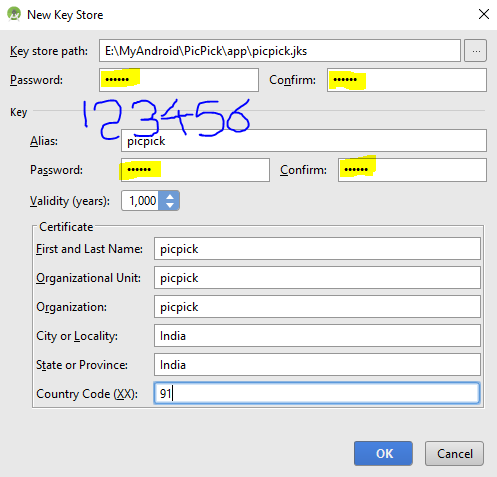 New Key Store
Key store path: E:\MyAndroid\PicPick\app\picpick.jks ...
Password: •••••• Confirm: ••••••
Key
123456
Alias: picpick
Password: •••••• Confirm: ••••••
Validity (years): 1,000
Certificate
First and Last Name: picpick
Organizational Unit: picpick
Organization: picpick
City or Locality: India
State or Province: India
Country Code (XX): 91
OK Cancel